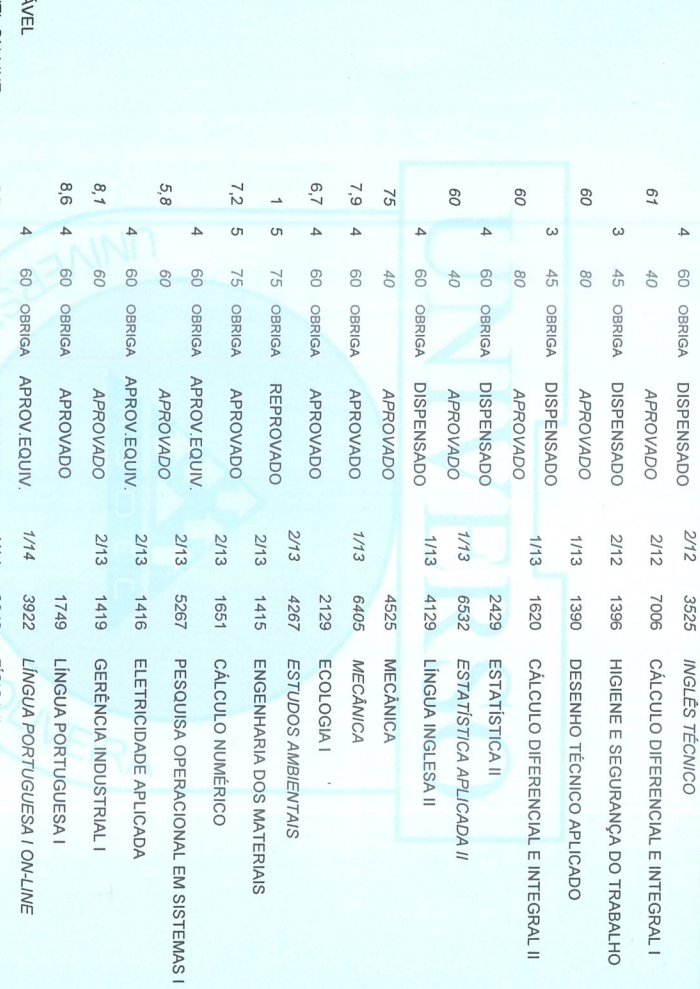 4 60 OBRIGA DISPENSADO 2/12 3525 INGLÊS TÉCNICO
61 40 APROVADO 2/12 7006 CÁLCULO DIFERENCIAL E INTEGRAL I
3 45 OBRIGA DISPENSADO 2/12 1396 HIGIENE E SEGURANÇA DO TRABALHO
60 80 APROVADO 1/13 1390 DESENHO TÉCNICO APLICADO
3 45 OBRIGA DISPENSADO 1/13 1620 CÁLCULO DIFERENCIAL E INTEGRAL II
60 80 APROVADO
4 60 OBRIGA DISPENSADO 2429 ESTATÍSTICA II
60 40 APROVADO 1/13 6532 ESTATÍSTICA APLICADA II
4 60 OBRIGA DISPENSADO 1/13 4129 LÍNGUA INGLESA II
75 40 APROVADO 4525 MECÂNICA
7,9 4 60 OBRIGA APROVADO 1/13 6405 MECÂNICA
6,7 4 60 OBRIGA APROVADO 2129 ECOLOGIA I
1 5 75 OBRIGA REPROVADO 2/13 4267 ESTUDOS AMBIENTAIS
7,2 5 75 OBRIGA APROVADO 2/13 1415 ENGENHARIA DOS MATERIAIS
4 60 OBRIGA APROV.EQUIV. 2/13 1651 CÁLCULO NUMÉRICO
5,8 60 APROVADO 2/13 5267 PESQUISA OPERACIONAL EM SISTEMAS I
4 60 OBRIGA APROV.EQUIV. 2/13 1416 ELETRICIDADE APLICADA
8,1 60 APROVADO 2/13 1419 GERÊNCIA INDUSTRIAL I
8,6 4 60 OBRIGA APROVADO 1749 LÍNGUA PORTUGUESA I
ÁVEL 4 60 OBRIGA APROV.EQUIV. 1/14 3922 LÍNGUA PORTUGUESA I ON-LINE
UNIVERSO